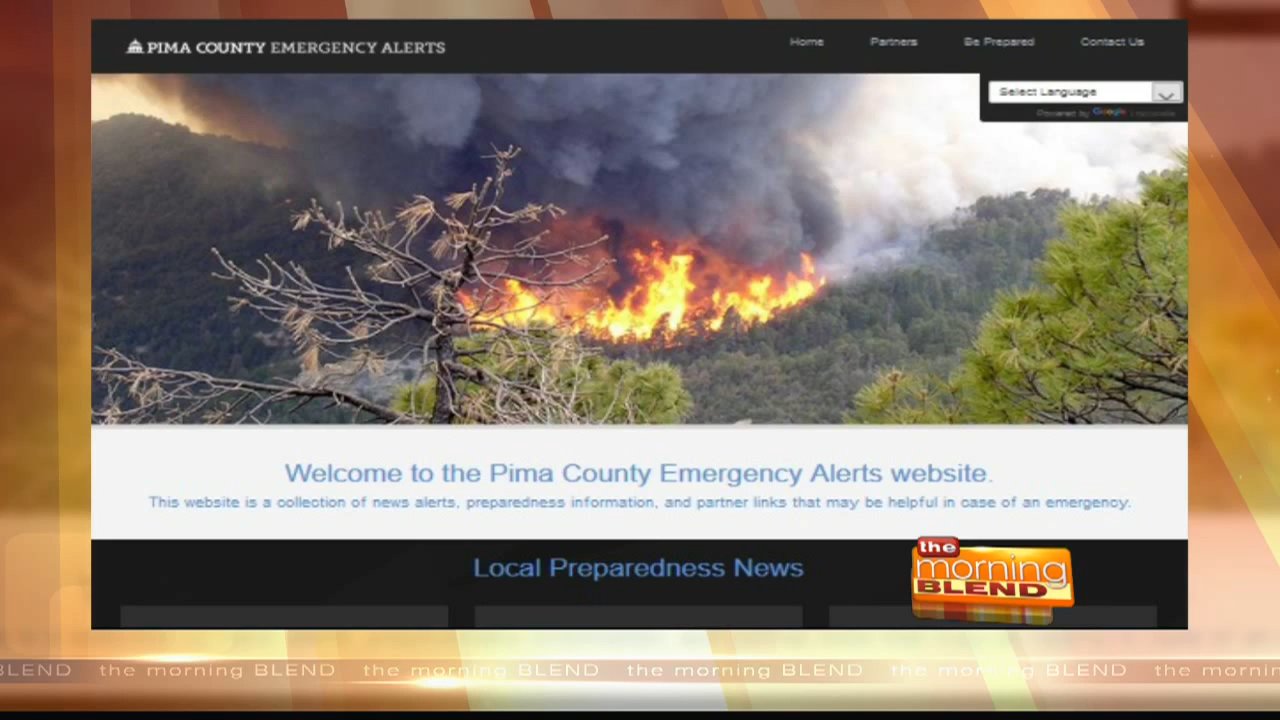 PIMA COUNTY EMERGENCY ALERTS
Home Partners Be Prepared Contact Us
Select Language
Powered by Google
Welcome to the Pima County Emergency Alerts website.
This website is a collection of news alerts, preparedness information, and partner links that may be helpful in case of an emergency.
Local Preparedness News
the
morning
BLEND
BLEND the morning BLEND the morning BLEND the morning BLEND the morning BLEND the mornin